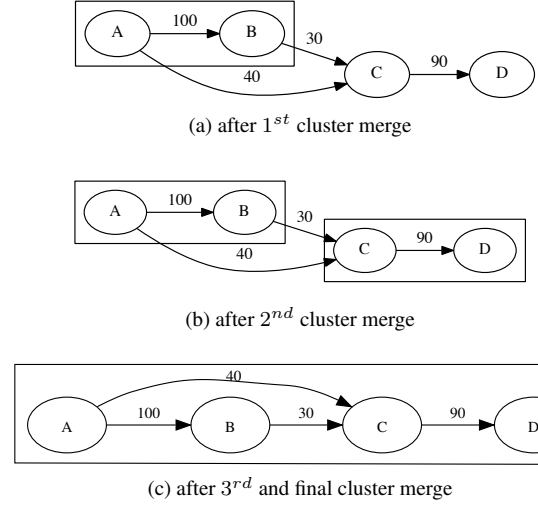 A 100 B 30
40 C 90 D
(a) after 1st cluster merge
A 100 B 30
40 C 90 D
(b) after 2nd cluster merge
40
A 100 B 30 C 90 D
(c) after 3rd and final cluster merge